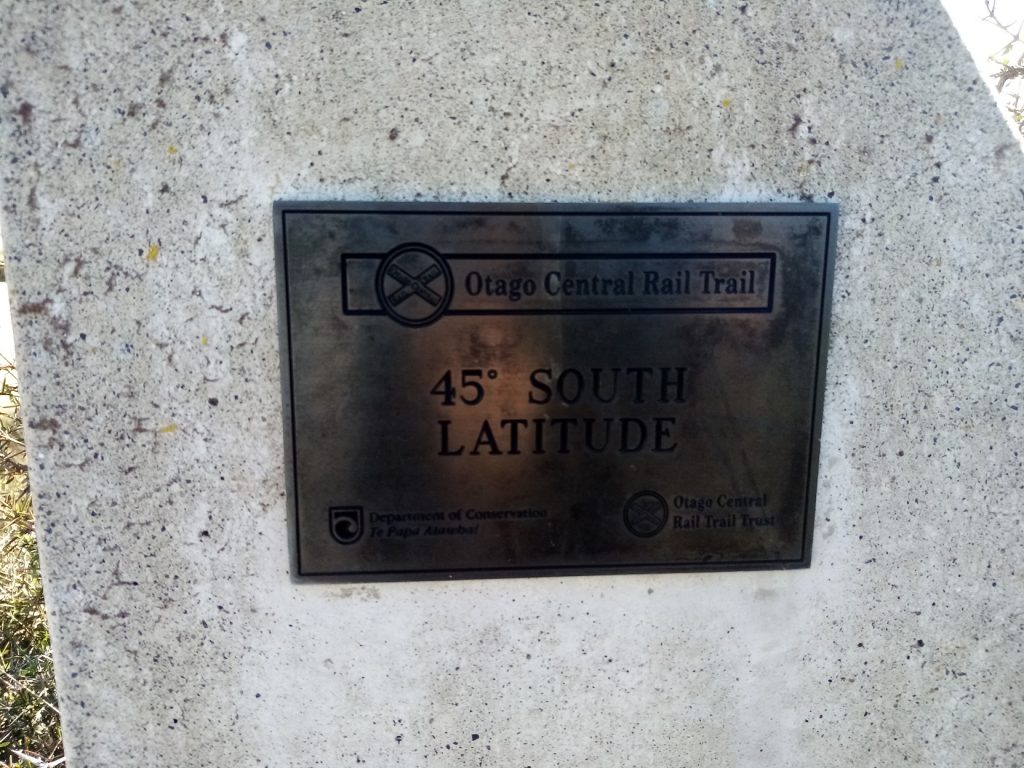 Otago Central Rail Trail
45° SOUTH
LATITUDE
Department of Conservation
Te Papa Atawhai
Otago Central
Rail Trail Trust